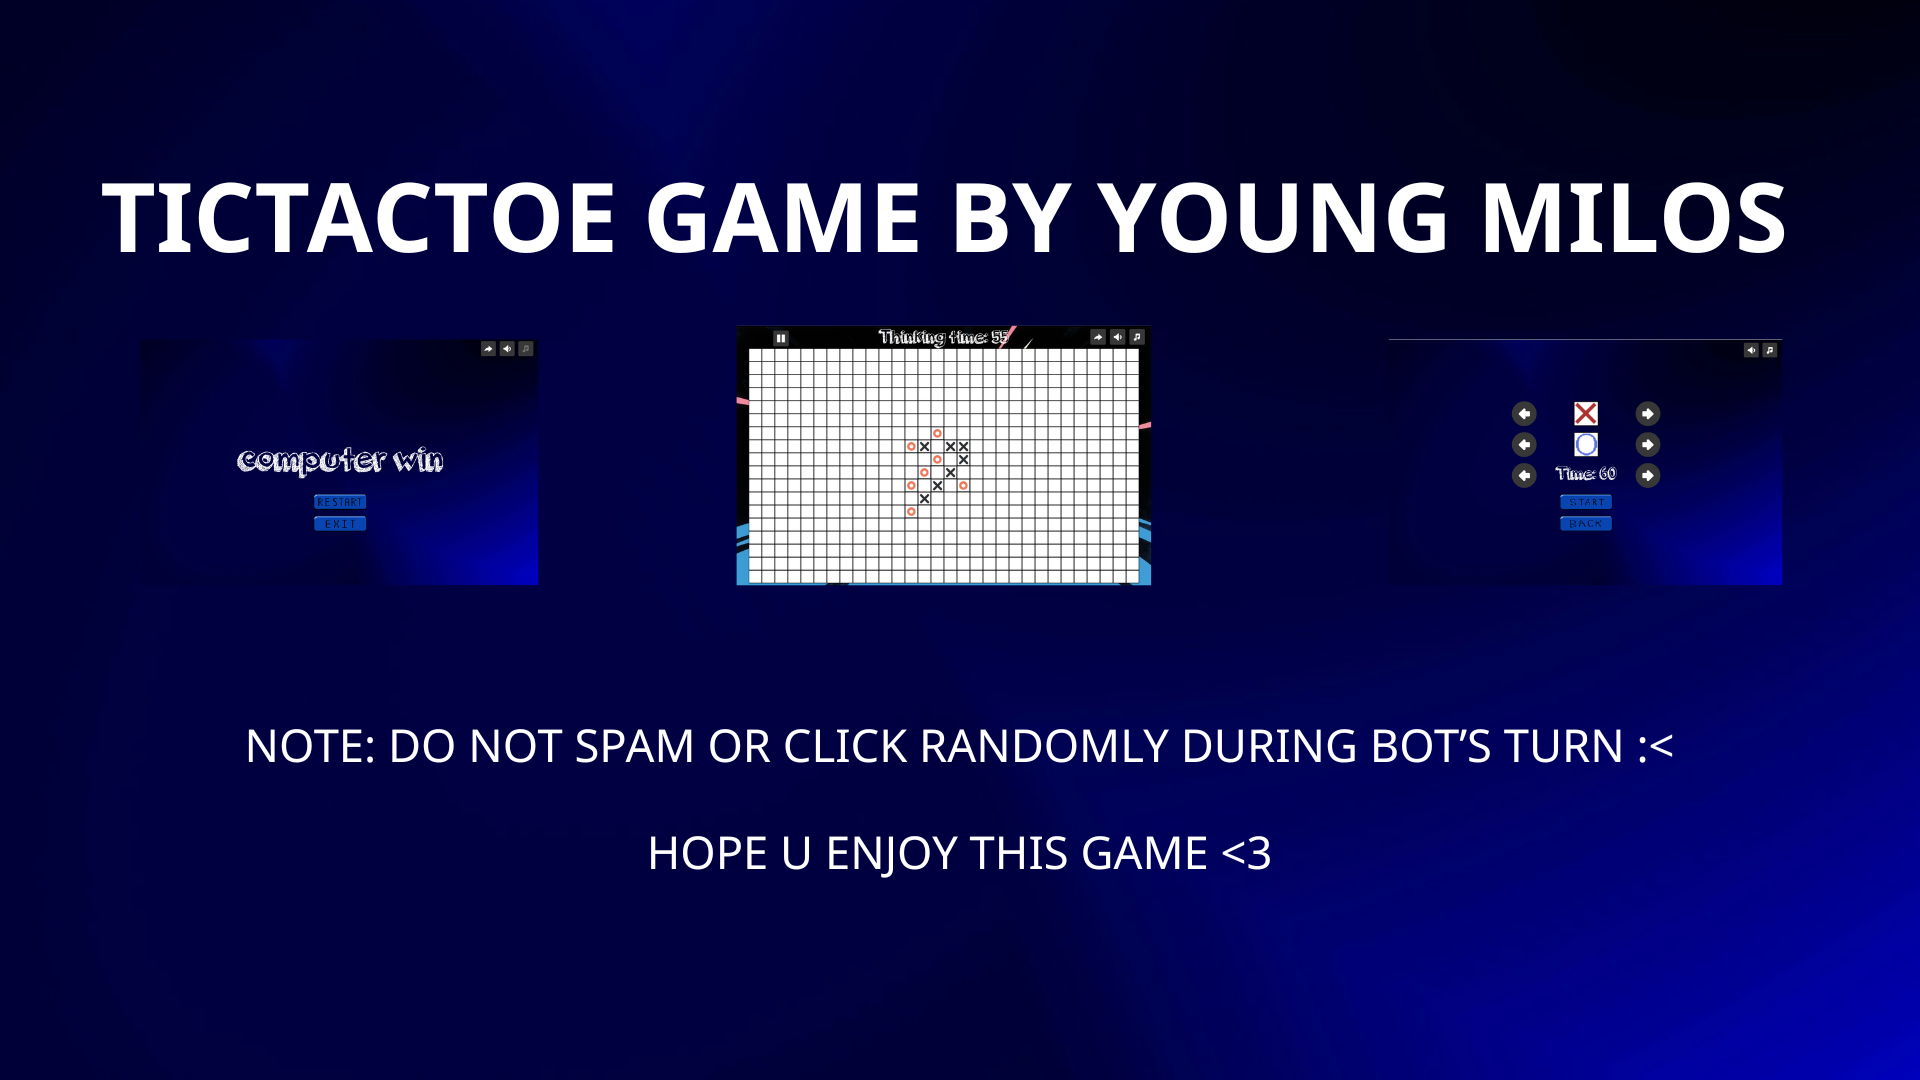 TICTACTOE GAME BY YOUNG MILOS
computer win
RESTART
EXIT
Thinking time: 55
Time: 60
START
BACK
NOTE: DO NOT SPAM OR CLICK RANDOMLY DURING BOT’S TURN :<
HOPE U ENJOY THIS GAME <3